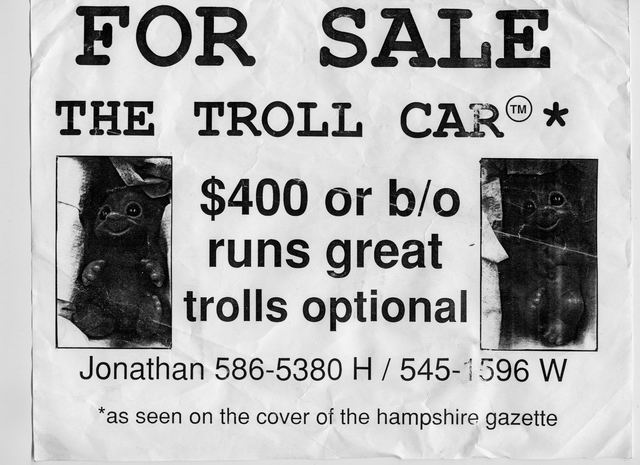 FOR SALE
THE TROLL CAR™*
$400 or b/o
runs great
trolls optional
Jonathan 586-5380 H / 545-1596 W
*as seen on the cover of the hampshire gazette